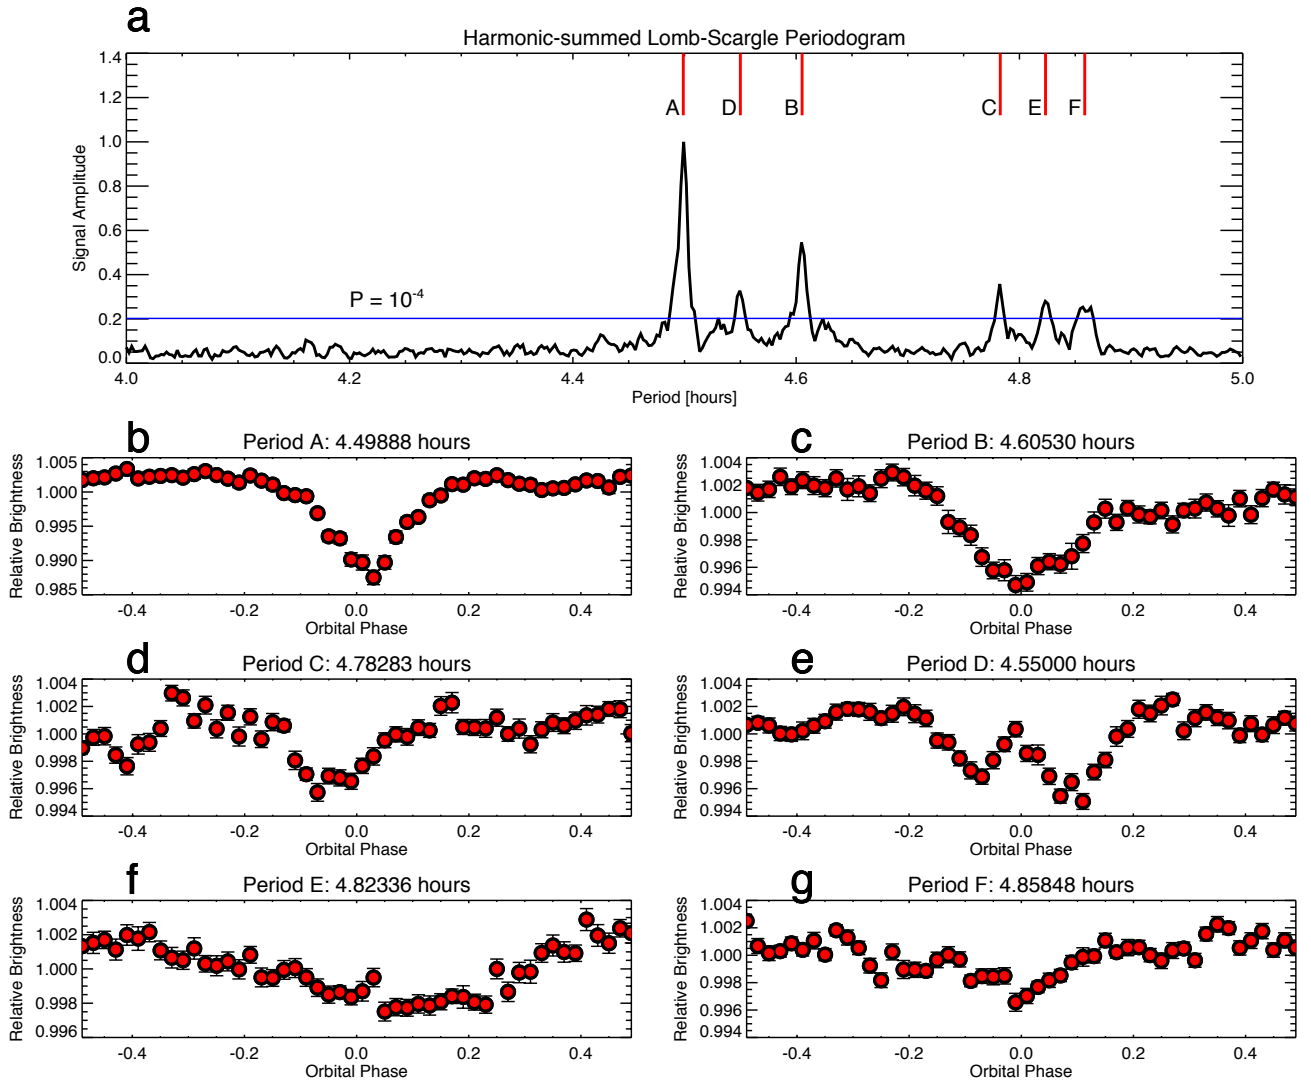 a
Harmonic-summed Lomb-Scargle Periodogram
1.4
1.2
1.0
0.8
0.6
0.4
0.2
0.0
Signal Amplitude
A
D
B
C
E
F
P = 10⁻⁴
4.0
4.2
4.4
4.6
4.8
5.0
Period [hours]
b
Period A: 4.49888 hours
1.005
1.000
0.995
0.990
0.985
Relative Brightness
-0.4
-0.2
0.0
0.2
0.4
Orbital Phase
c
Period B: 4.60530 hours
1.004
1.002
1.000
0.998
0.996
0.994
Relative Brightness
-0.4
-0.2
0.0
0.2
0.4
Orbital Phase
d
Period C: 4.78283 hours
1.004
1.002
1.000
0.998
0.996
0.994
Relative Brightness
-0.4
-0.2
0.0
0.2
0.4
Orbital Phase
e
Period D: 4.55000 hours
1.004
1.002
1.000
0.998
0.996
0.994
Relative Brightness
-0.4
-0.2
0.0
0.2
0.4
Orbital Phase
f
Period E: 4.82336 hours
1.004
1.002
1.000
0.998
0.996
Relative Brightness
-0.4
-0.2
0.0
0.2
0.4
Orbital Phase
g
Period F: 4.85848 hours
1.004
1.002
1.000
0.998
0.996
0.994
Relative Brightness
-0.4
-0.2
0.0
0.2
0.4
Orbital Phase